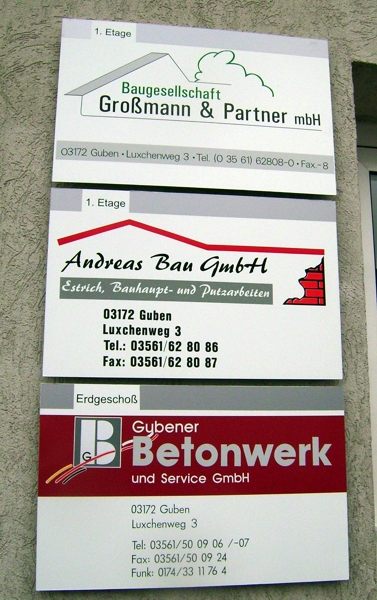 1. Etage
Baugesellschaft
Großmann & Partner mbH
03172 Guben • Luxchenweg 3 • Tel. (0 35 61) 62808-0 • Fax.-8
1. Etage
Andreas Bau GmbH
Estrich, Bauhaupt- und Putzarbeiten
03172 Guben
Luxchenweg 3
Tel.: 03561/62 80 86
Fax: 03561/62 80 87
Erdgeschoß
GB
Gybener
Betonwerk
und Service GmbH
03172 Guben
Luxchenweg 3
Tel: 03561/50 09 06 /-07
Fax: 03561/50 09 24
Funk: 0174/33 11 76 4